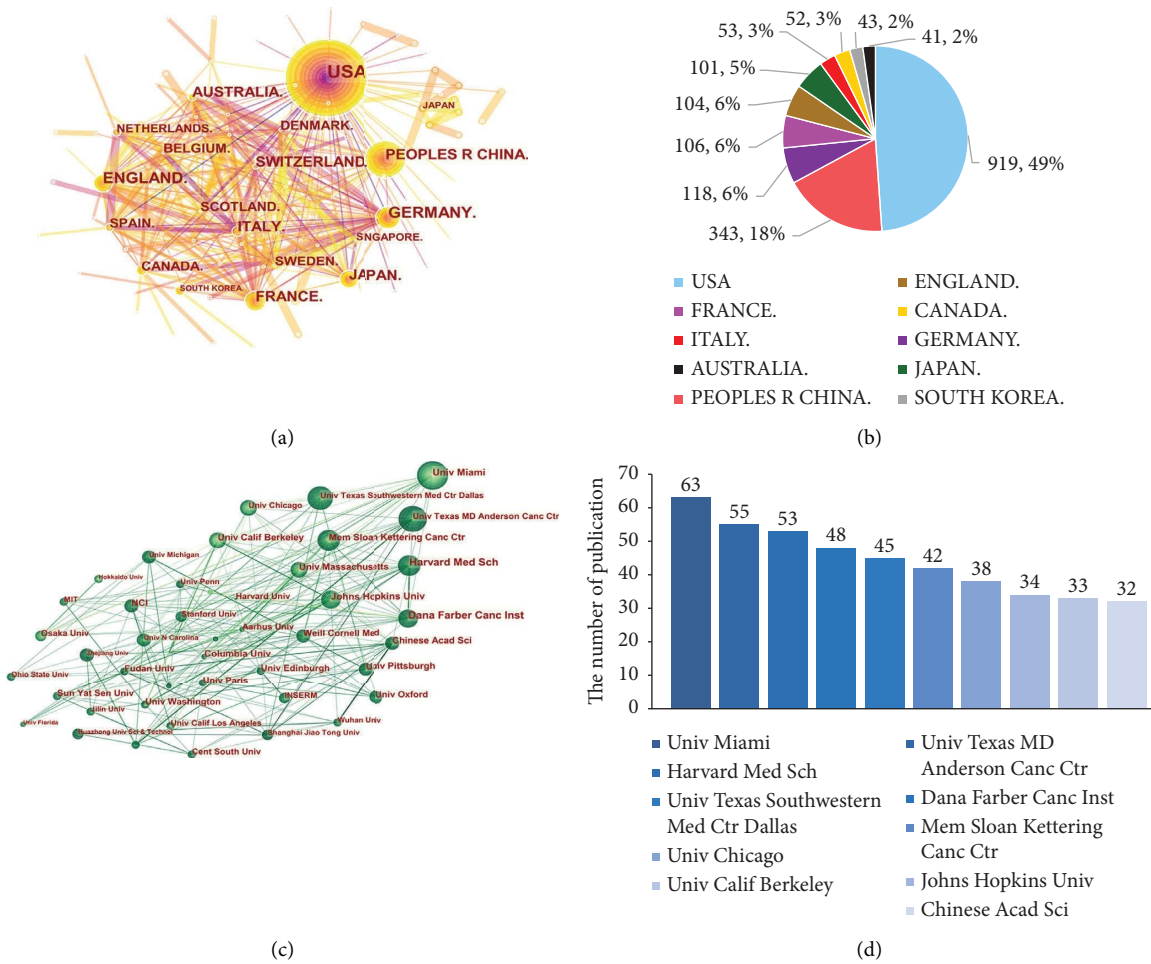 USA
AUSTRALIA.
JAPAN
NETHERLANDS.
DENMARK.
BELGIUM.
SWITZERLAND.
PEOPLES R CHINA.
ENGLAND.
SCOTLAND.
GERMANY.
SPAIN.
ITALY.
SNGAPORE.
CANADA.
SWEDEN.
JAPAN.
SOUTH KOREA.
FRANCE.
(a)
52, 3%
43, 2%
53, 3%
41, 2%
101, 5%
104, 6%
106, 6%
919, 49%
118, 6%
343, 18%
USA
FRANCE.
ITALY.
AUSTRALIA.
PEOPLES R CHINA.
ENGLAND.
CANADA.
GERMANY.
JAPAN.
SOUTH KOREA.
(b)
Univ Miami
Univ Texas Southwestern Med Ctr Dallas
Univ Chicago
Univ Texas MD Anderson Canc Ctr
Univ Calif Berkeley
Mem Sloan Kettering Canc Ctr
Univ Michigan
Harvard Med Sch
Univ Massachusetts
Hokkaido Univ
Univ Penn
Harvard Univ
Johns Hopkins Univ
MIT
NCI
Stanford Univ
Dana Farber Canc Inst
Aarhus Univ
Osaka Univ
Univ N Carolina
Weill Cornell Med
Chinese Acad Sci
Zhejiang Univ
Columbia Univ
Ohio State Univ
Fudan Univ
Univ Edinburgh
Univ Pittsburgh
Univ Paris
Sun Yat Sen Univ
Univ Washington
INSERM
Univ Oxford
Jilin Univ
Univ Florida
Univ Calif Los Angeles
Wuhan Univ
Huazhong Univ Sci & Technol
Shanghai Jiao Tong Univ
Cent South Univ
(c)
The number of publication
70
60
50
40
30
20
10
0
63
55
53
48
45
42
38
34
33
32
Univ Miami
Harvard Med Sch
Univ Texas Southwestern
Med Ctr Dallas
Univ Chicago
Univ Calif Berkeley
Univ Texas MD
Anderson Canc Ctr
Dana Farber Canc Inst
Mem Sloan Kettering
Canc Ctr
Johns Hopkins Univ
Chinese Acad Sci
(d)